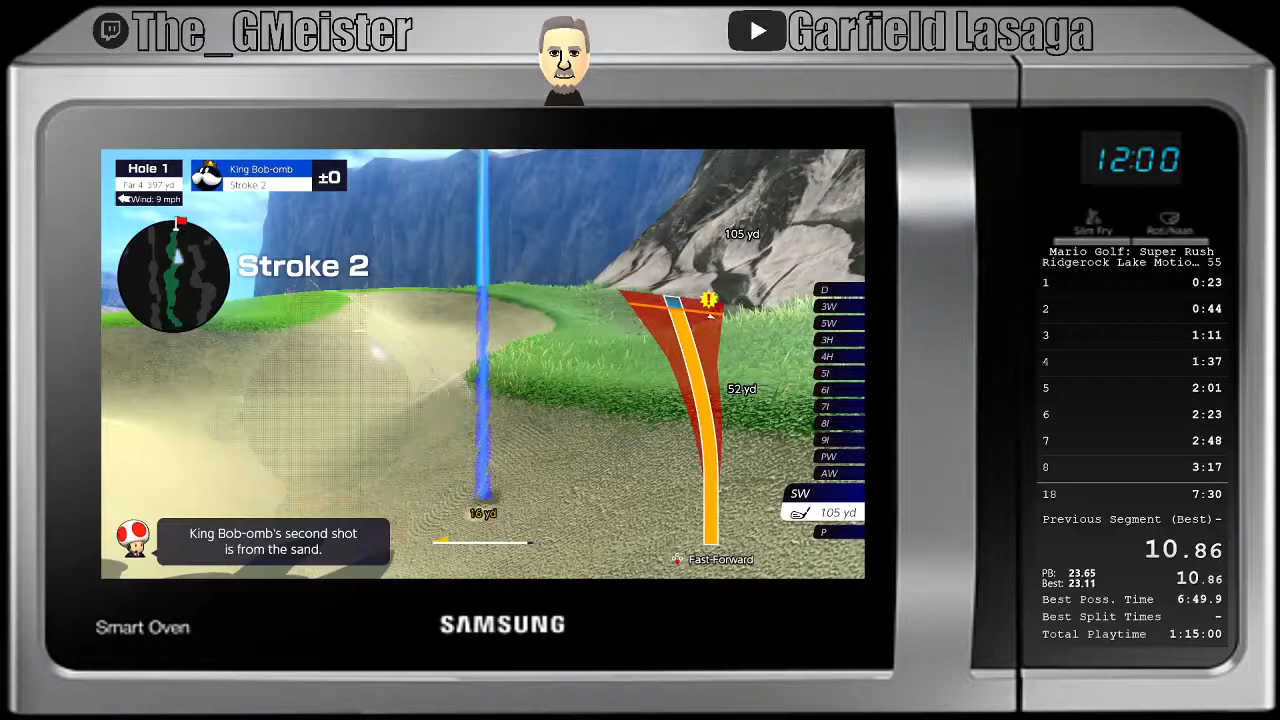 The_GMeister
Garfield Lasaga
Hole 1
Par 4 397 yd
Wind: 9 mph
King Bob-omb
Stroke 2
±0
Stroke 2
105 yd
52 yd
16 yd
D
3W
5W
3H
4H
5I
6I
7I
8I
9I
PW
AW
SW
105 yd
P
Fast-Forward
King Bob-omb's second shot
is from the sand.
Smart Oven
SAMSUNG
12:00
Slim Fry
Roti/Naan
Mario Golf: Super Rush
Ridgerock Lake Motio… 55
1 0:23
2 0:44
3 1:11
4 1:37
5 2:01
6 2:23
7 2:48
8 3:17
18 7:30
Previous Segment (Best) -
10.86
PB: 23.65
Best: 23.11
10.86
Best Poss. Time 6:49.9
Best Split Times -
Total Playtime 1:15:00